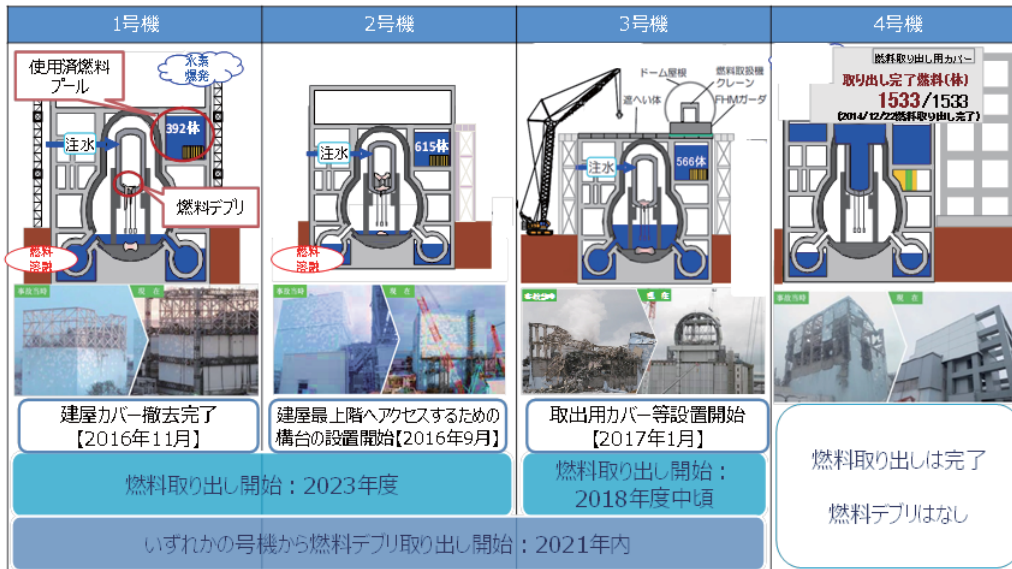 1号機
2号機
3号機
4号機
使用済燃料
プール
水素
爆発
392体
注水
燃料デブリ
燃料
溶融
事故当時
現在
建屋カバー撤去完了
【2016年11月】
615体
注水
燃料
溶融
事故当時
現在
建屋最上階へアクセスするための
構台の設置開始【2016年9月】
ドーム屋根
燃料取扱機
クレーン
遮へい体
FHMガーダ
注水
566体
事故当時
現在
取出用カバー等設置開始
【2017年1月】
燃料取り出し用カバー
取り出し完了燃料(体)
1533/1533
(2014/12/22燃料取り出し完了)
事故当時
現在
燃料取り出し開始：2023年度
燃料取り出し開始：
2018年度中頃
燃料取り出しは完了
燃料デブリはなし
いずれかの号機から燃料デブリ取り出し開始：2021年内